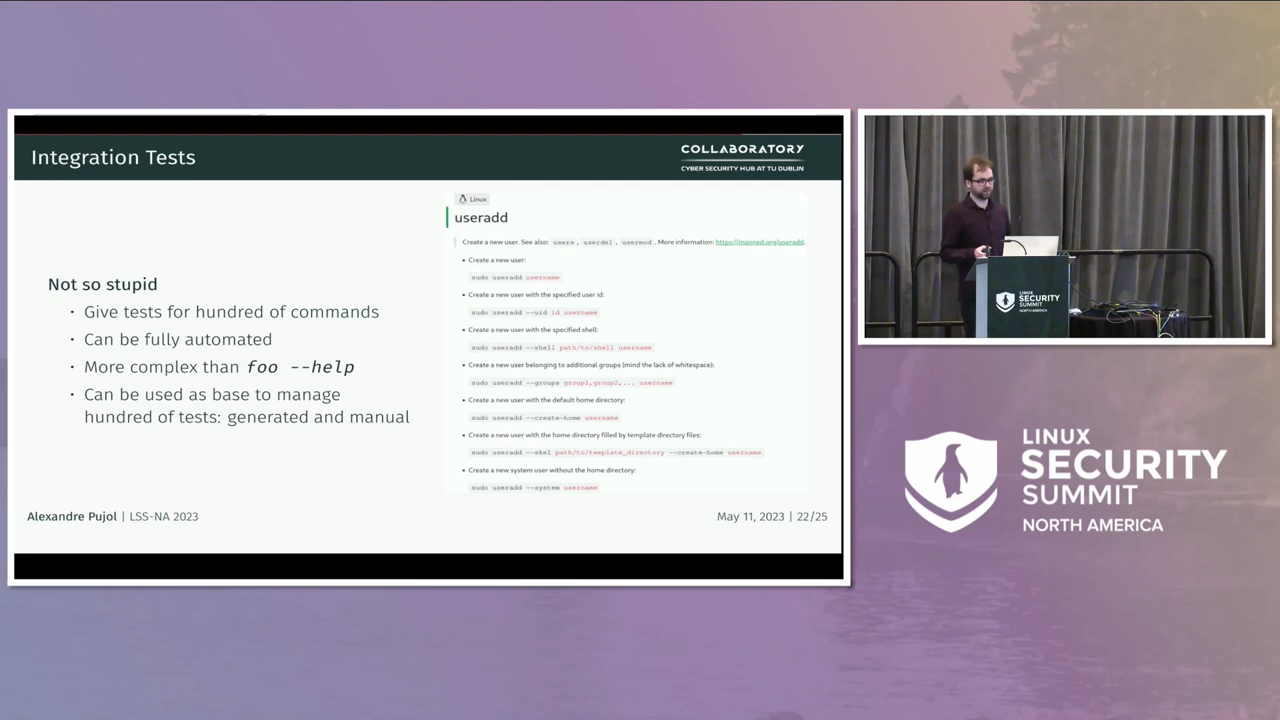 Integration Tests
COLLABORATORY
CYBER SECURITY HUB AT TU DUBLIN
Not so stupid
• Give tests for hundred of commands
• Can be fully automated
• More complex than foo --help
• Can be used as base to manage
hundred of tests: generated and manual
Linux
useradd
Create a new user. See also: users, userdel, usermod. More information: https://manned.org/useradd.
• Create a new user:
sudo useradd username
• Create a new user with the specified user id:
sudo useradd --uid id username
• Create a new user with the specified shell:
sudo useradd --shell path/to/shell username
• Create a new user belonging to additional groups (mind the lack of whitespace):
sudo useradd --groups group1,group2,... username
• Create a new user with the default home directory:
sudo useradd --create-home username
• Create a new user with the home directory filled by template directory files:
sudo useradd --skel path/to/template_directory --create-home username
• Create a new system user without the home directory:
sudo useradd --system username
Alexandre Pujol | LSS-NA 2023
May 11, 2023 | 22/25
LINUX
SECURITY
SUMMIT
NORTH AMERICA
LINUX
SECURITY
SUMMIT
NORTH AMERICA